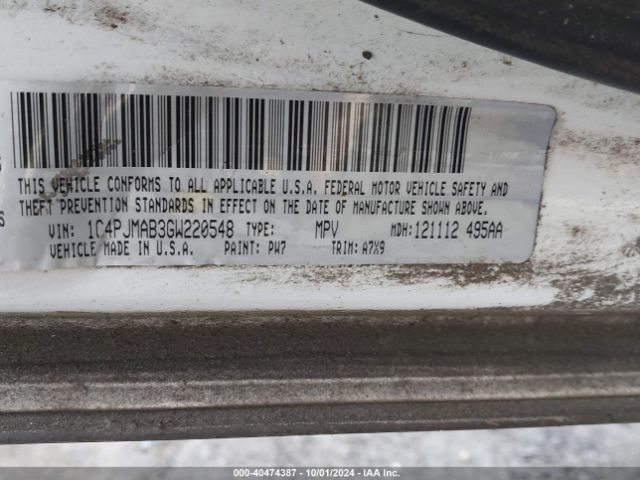 THIS VEHICLE CONFORMS TO ALL APPLICABLE U.S.A. FEDERAL MOTOR VEHICLE SAFETY AND
THEFT PREVENTION STANDARDS IN EFFECT ON THE DATE OF MANUFACTURE SHOWN ABOVE.
S VIN: 1C4PJMAB3GW220548 TYPE: MPV MDH:121112 495AA
VEHICLE MADE IN U.S.A. PAINT: PW7 TRIM: A7X9
000-40474387 - 10/01/2024 - IAA Inc.